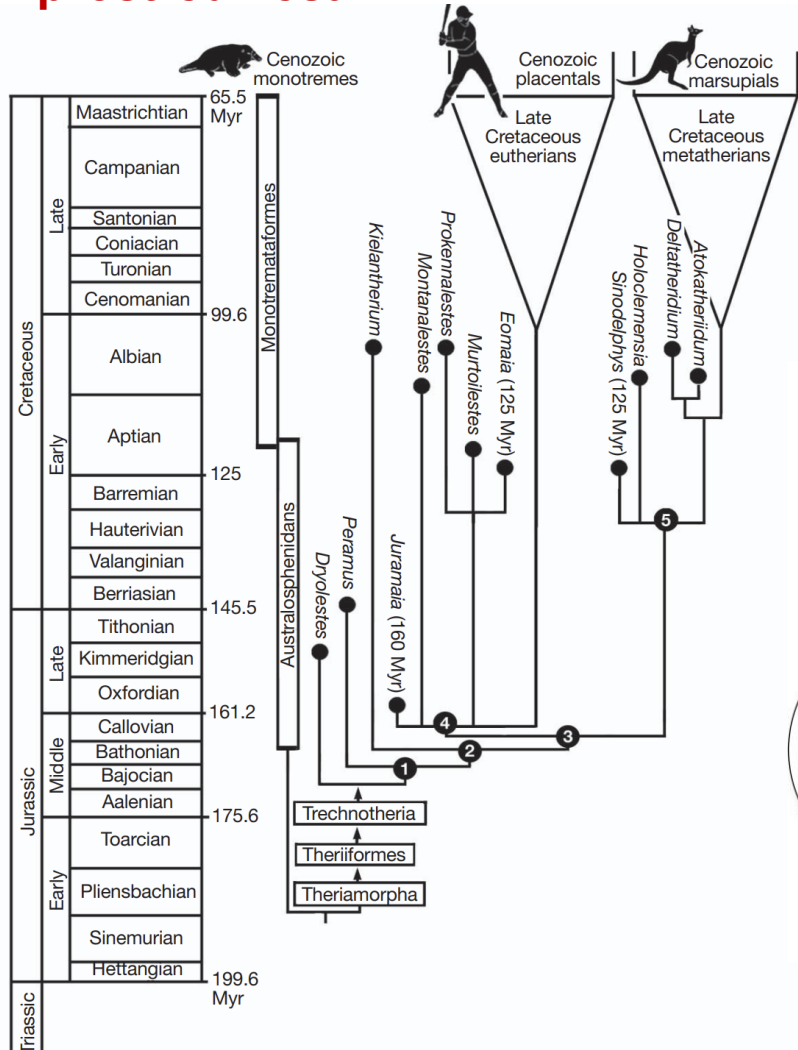 Cenozoic
monotremes
Cenozoic
placentals
Cenozoic
marsupials
Late
Cretaceous
eutherians
Late
Cretaceous
metatherians
65.5
Myr
99.6
125
145.5
161.2
175.6
199.6
Myr
Cretaceous
Jurassic
Triassic
Late
Early
Late
Middle
Early
Maastrichtian
Campanian
Santonian
Coniacian
Turonian
Cenomanian
Albian
Aptian
Barremian
Hauterivian
Valanginian
Berriasian
Tithonian
Kimmeridgian
Oxfordian
Callovian
Bathonian
Bajocian
Aalenian
Toarcian
Pliensbachian
Sinemurian
Hettangian
Monotremataformes
Australosphenidans
Dryolestes
Peramus
Kielantherium
Juramaia (160 Myr)
Montanalestes
Prokennalestes
Murtoilestes
Eomaia (125 Myr)
Sinodelphys (125 Myr)
Holoclemensia
Deltatheridium
Atokatheriidum
1
2
3
4
5
Trechnotheria
Theriiformes
Theriamorpha